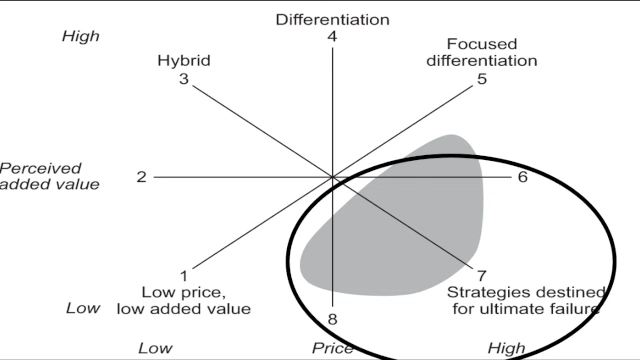 Differentiation
4
High
Focused
differentiation
5
Hybrid
3
Perceived
added value
2
6
1
Low price,
low added value
7
Strategies destined
for ultimate failure
Low
8
Low
Price
High